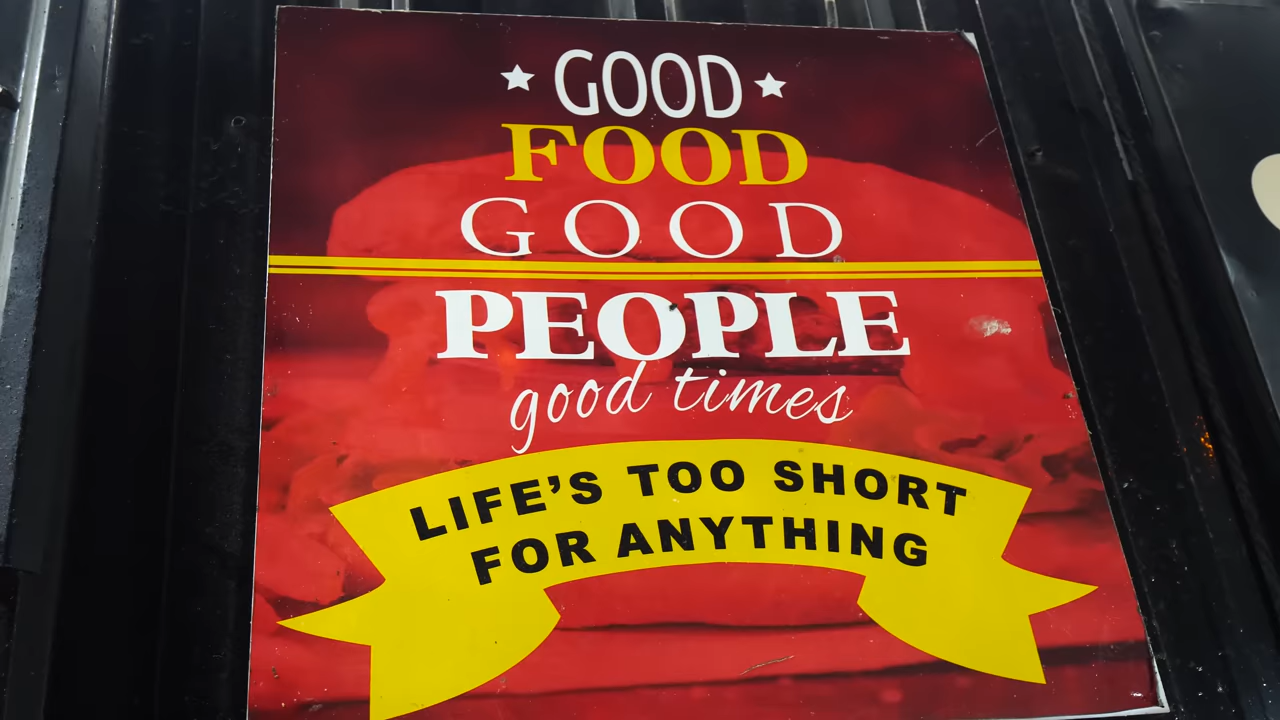 GOOD
FOOD
GOOD
PEOPLE
good times
LIFE'S TOO SHORT
FOR ANYTHING